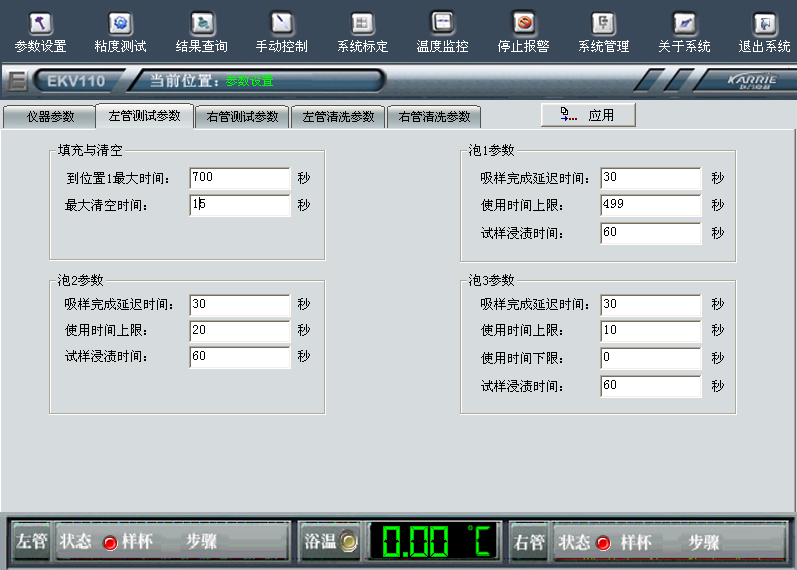 参数设置 粘度测试 结果查询 手动控制 系统标定 温度监控 停止报警 系统管理 关于系统 退出系统
EKV110 当前位置：参数设置 KARRIE
仪器参数 左管测试参数 右管测试参数 左管清洗参数 右管清洗参数 应用
填充与清空
到位置1最大时间： 700 秒
最大清空时间： 15 秒
泡1参数
吸样完成延迟时间： 30 秒
使用时间上限： 499 秒
试样浸渍时间： 60 秒
泡2参数
吸样完成延迟时间： 30 秒
使用时间上限： 20 秒
试样浸渍时间： 60 秒
泡3参数
吸样完成延迟时间： 30 秒
使用时间上限： 10 秒
使用时间下限： 0 秒
试样浸渍时间： 60 秒
左管 状态 样杯 步骤 浴温 0.00 ℃ 右管 状态 样杯 步骤